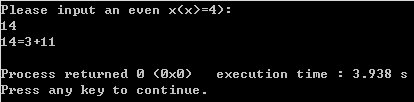 Please input an even x(x>=4):
14
14=3+11
Process returned 0 (0x0)   execution time : 3.938 s
Press any key to continue.